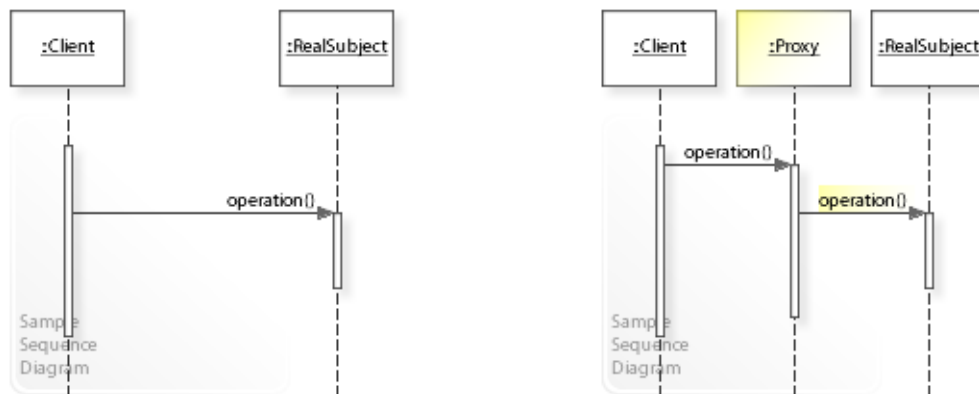 :Client
:RealSubject
operation()
Sample
Sequence
Diagram
:Client
:Proxy
:RealSubject
operation()
operation()
Sample
Sequence
Diagram